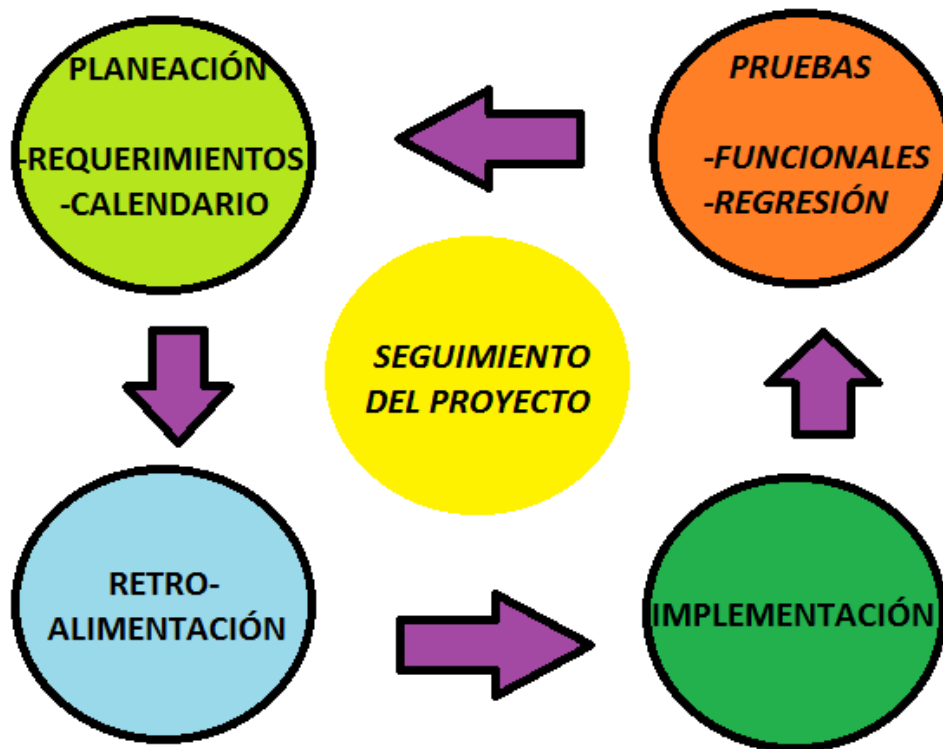 PLANEACIÓN
-REQUERIMIENTOS
-CALENDARIO
PRUEBAS
-FUNCIONALES
-REGRESIÓN
SEGUIMIENTO
DEL PROYECTO
RETRO-
ALIMENTACIÓN
IMPLEMENTACIÓN